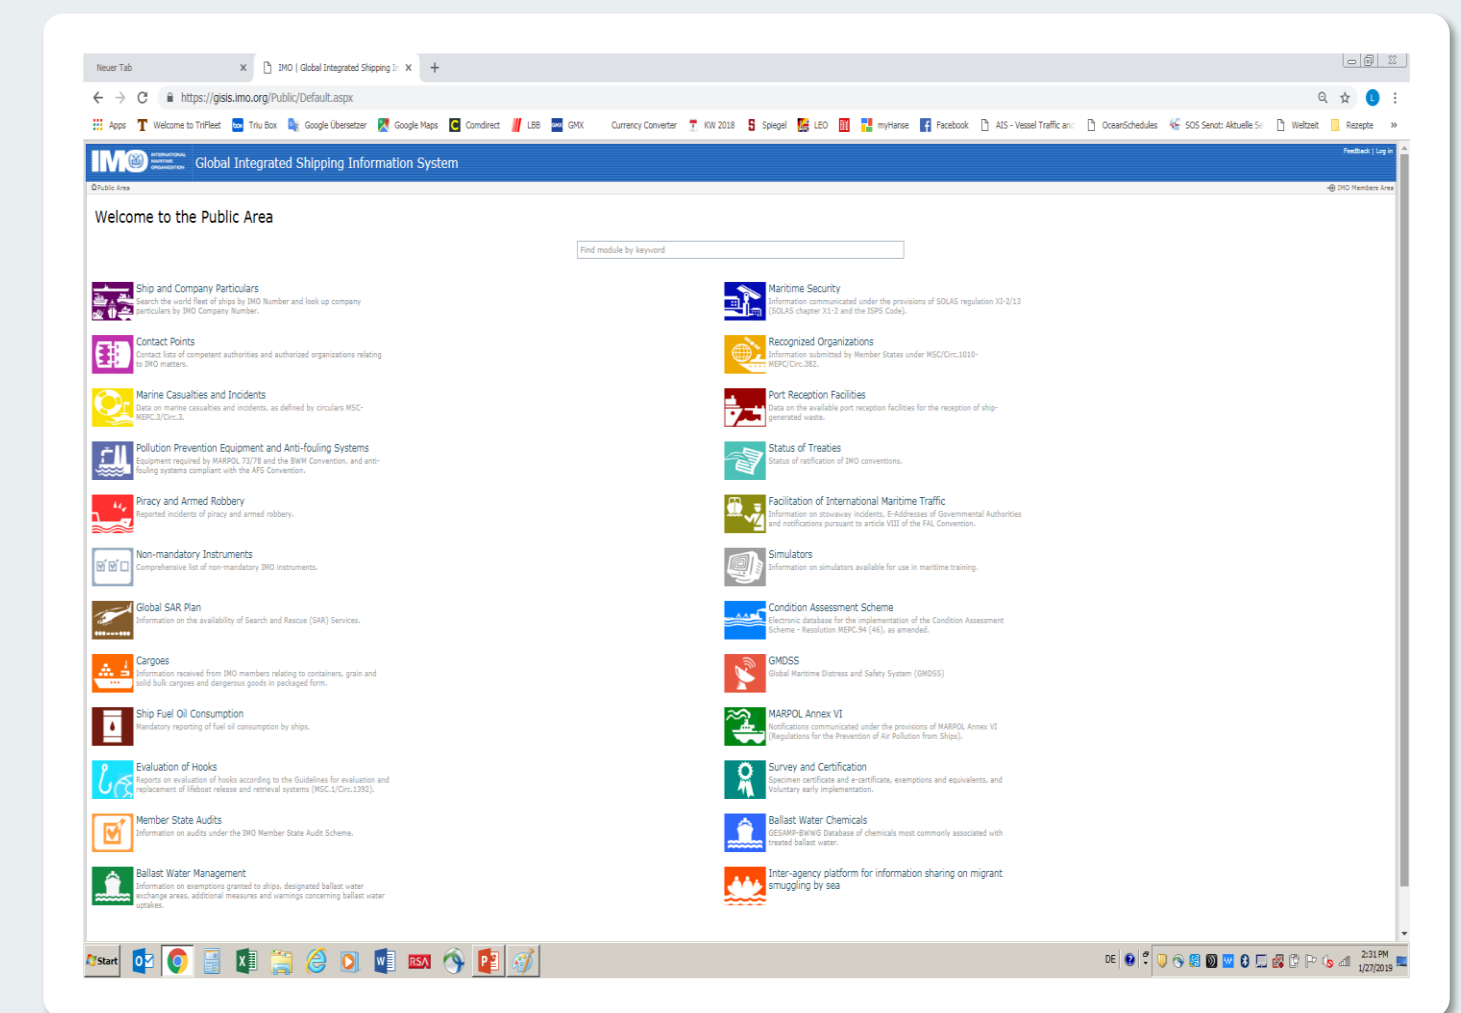 Neuer Tab
IMO | Global Integrated Shipping In
https://gisis.imo.org/Public/Default.aspx
Apps Welcome to TriFleet Triu Box Google Übersetzer Google Maps Comdirect LBB GMX Currency Converter KW 2018 Spiegel LEO myHanse Facebook AIS - Vessel Traffic and OceanSchedules SOS Senot: Aktuelle Se Weltzeit Rezepte »
IMO INTERNATIONAL MARITIME ORGANIZATION Global Integrated Shipping Information System
Feedback | Log in
Public Area
IMO Members Area
Welcome to the Public Area
Find module by keyword
Ship and Company Particulars
Search the world fleet of ships by IMO Number and look up company
particulars by IMO Company Number.
Contact Points
Contact lists of competent authorities and authorized organizations relating
to IMO matters.
Marine Casualties and Incidents
Data on marine casualties and incidents, as defined by circulars MSC-
MEPC.3/Circ.3.
Pollution Prevention Equipment and Anti-fouling Systems
Equipment required by MARPOL 73/78 and the BWM Convention, and anti-
fouling systems compliant with the AFS Convention.
Piracy and Armed Robbery
Reported incidents of piracy and armed robbery.
Non-mandatory Instruments
Comprehensive list of non-mandatory IMO instruments.
Global SAR Plan
Information on the availability of Search and Rescue (SAR) Services.
Cargoes
Information received from IMO members relating to containers, grain and
solid bulk cargoes and dangerous goods in packaged form.
Ship Fuel Oil Consumption
Mandatory reporting of fuel oil consumption by ships.
Evaluation of Hooks
Reports on evaluation of hooks according to the Guidelines for evaluation and
replacement of lifeboat release and retrieval systems (MSC.1/Circ.1392).
Member State Audits
Information on audits under the IMO Member State Audit Scheme.
Ballast Water Management
Information on exemptions granted to ships, designated ballast water
exchange areas, additional measures and warnings concerning ballast water
uptakes.
Maritime Security
Information communicated under the provisions of SOLAS regulation XI-2/13
(SOLAS chapter X1-2 and the ISPS Code).
Recognized Organizations
Information submitted by Member States under MSC/Circ.1010-
MEPC/Circ.382.
Port Reception Facilities
Data on the available port reception facilities for the reception of ship-
generated waste.
Status of Treaties
Status of ratification of IMO conventions.
Facilitation of International Maritime Traffic
Information on stowaway incidents, E-Addresses of Governmental Authorities
and notifications pursuant to article VIII of the FAL Convention.
Simulators
Information on simulators available for use in maritime training.
Condition Assessment Scheme
Electronic database for the implementation of the Condition Assessment
Scheme - Resolution MEPC.94 (46), as amended.
GMDSS
Global Maritime Distress and Safety System (GMDSS)
MARPOL Annex VI
Notifications communicated under the provisions of MARPOL Annex VI
(Regulations for the Prevention of Air Pollution from Ships).
Survey and Certification
Specimen certificate and e-certificate, exemptions and equivalents, and
Voluntary early implementation.
Ballast Water Chemicals
GESAMP-BWWG Database of chemicals most commonly associated with
treated ballast water.
Inter-agency platform for information sharing on migrant
smuggling by sea
Start
RSA
DE
2:31 PM
1/27/2019